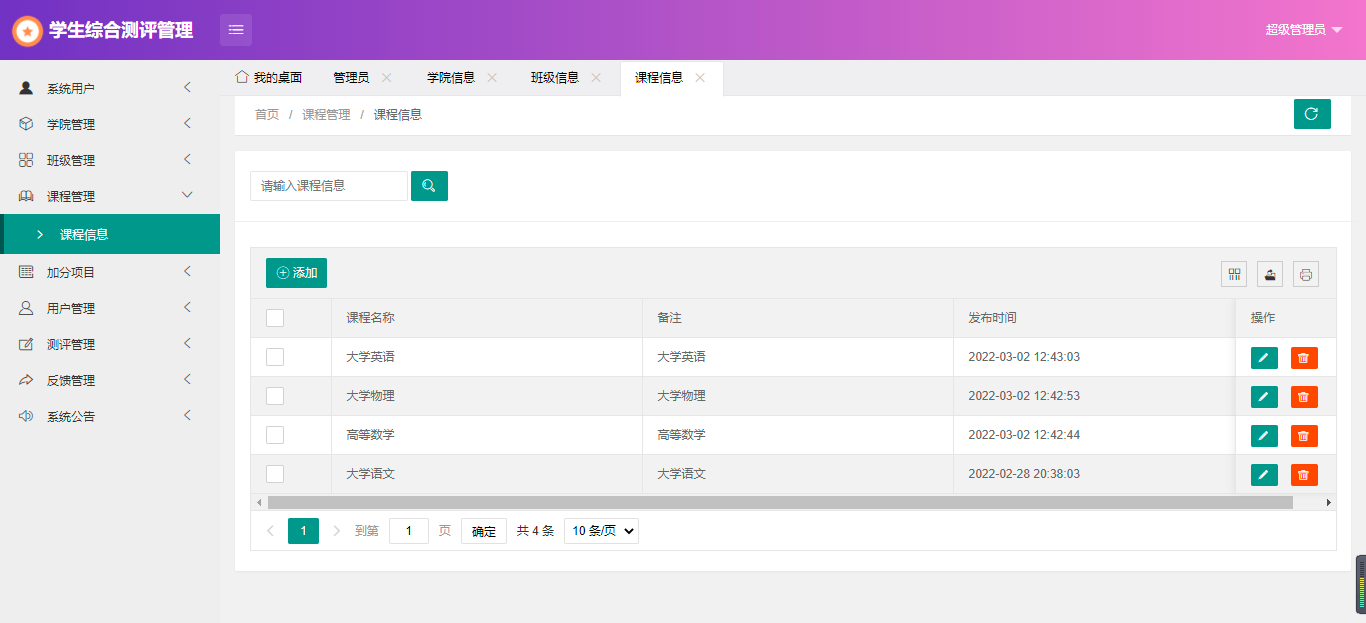 学生综合测评管理
超级管理员
系统用户
学院管理
班级管理
课程管理
课程信息
加分项目
用户管理
测评管理
反馈管理
系统公告
我的桌面 管理员 学院信息 班级信息 课程信息
首页 / 课程管理 / 课程信息
请输入课程信息
添加
课程名称 备注 发布时间 操作
大学英语 大学英语 2022-03-02 12:43:03
大学物理 大学物理 2022-03-02 12:42:53
高等数学 高等数学 2022-03-02 12:42:44
大学语文 大学语文 2022-02-28 20:38:03
1 到第 1 页 确定 共 4 条 10 条/页